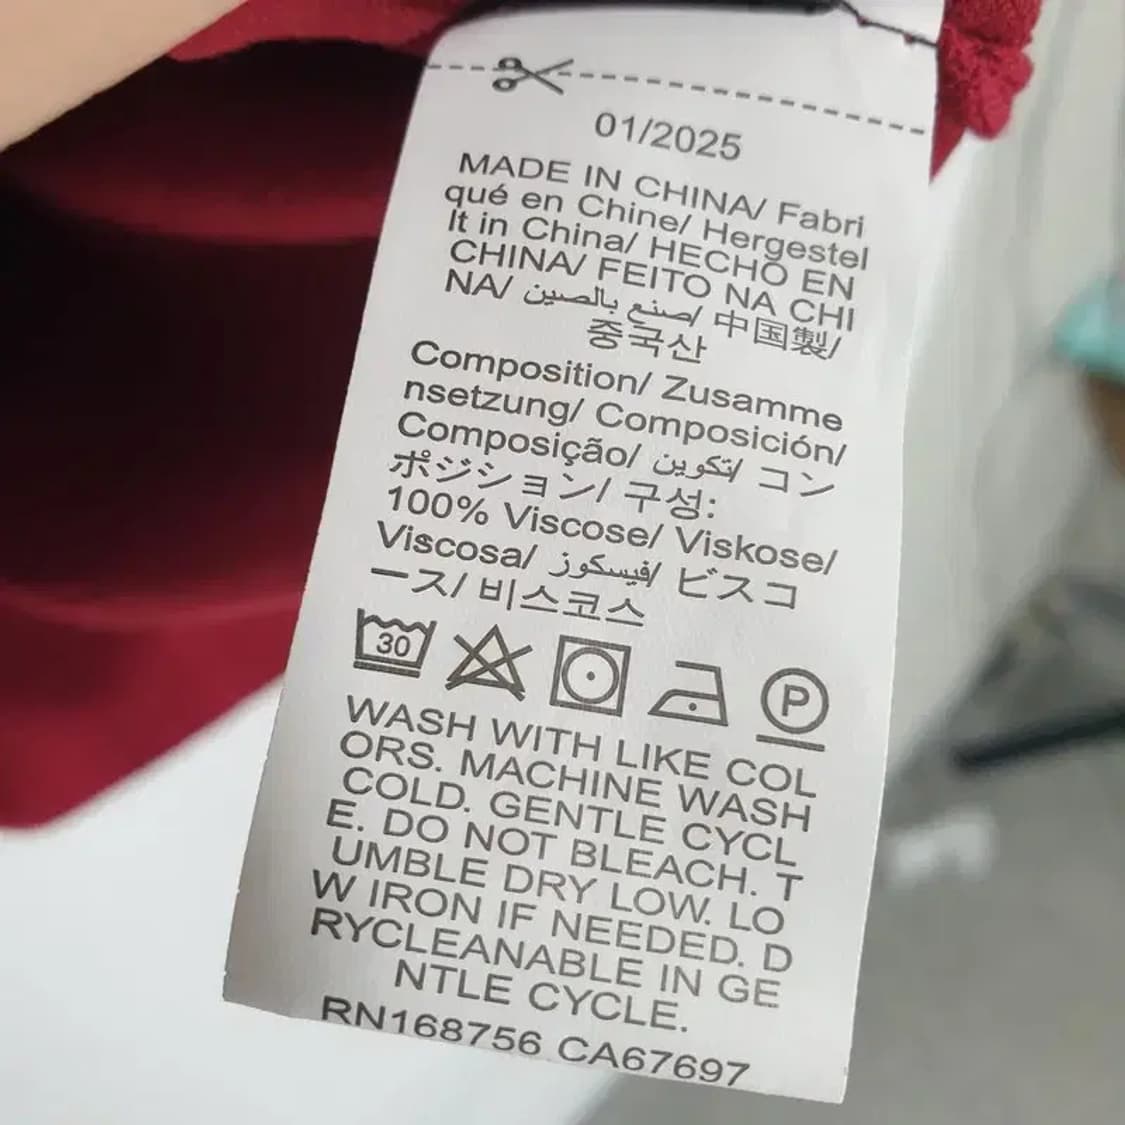 01/2025
MADE IN CHINA/ Fabri
qué en Chine/ Hergestel
lt in China/ HECHO EN
CHINA/ FEITO NA CHI
NA/ صنع بالصين/ 中国製/
중국산
Composition/ Zusamme
nsetzung/ Composición/
Composição/ تكوين/ コン
ポジション/ 구성:
100% Viscose/ Viskose/
Viscosa/ فيسكوز/ ビスコ
ース/ 비스코스
30 P
WASH WITH LIKE COL
ORS. MACHINE WASH
COLD. GENTLE CYCL
E. DO NOT BLEACH. T
UMBLE DRY LOW. LO
W IRON IF NEEDED. D
RYCLEANABLE IN GE
NTLE CYCLE.
RN168756 CA67697